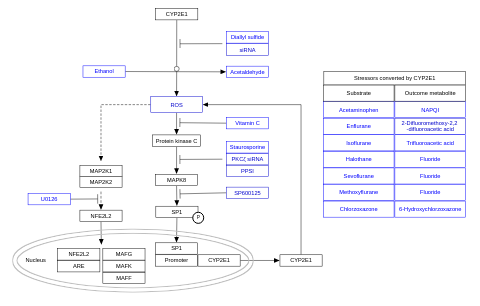 CYP2E1
Diallyl sulfide
siRNA
Ethanol
Acetaldehyde
ROS
Vitamin C
Protein kinase C
Staurosporine
PKCζ siRNA
PPSI
MAP2K1
MAP2K2
MAPK8
U0126
SP600125
NFE2L2
SP1
P
Nucleus
NFE2L2
ARE
MAFG
MAFK
MAFF
SP1
Promoter
CYP2E1
CYP2E1
Stressors converted by CYP2E1
Substrate
Outcome metabolite
Acetaminophen
NAPQI
Enflurane
2-Difluoromethoxy-2,2
-difluoroacetic acid
Isoflurane
Trifluoroacetic acid
Halothane
Fluoride
Sevoflurane
Fluoride
Methoxyflurane
Fluoride
Chlorzoxazone
6-Hydroxychlorzoxazone